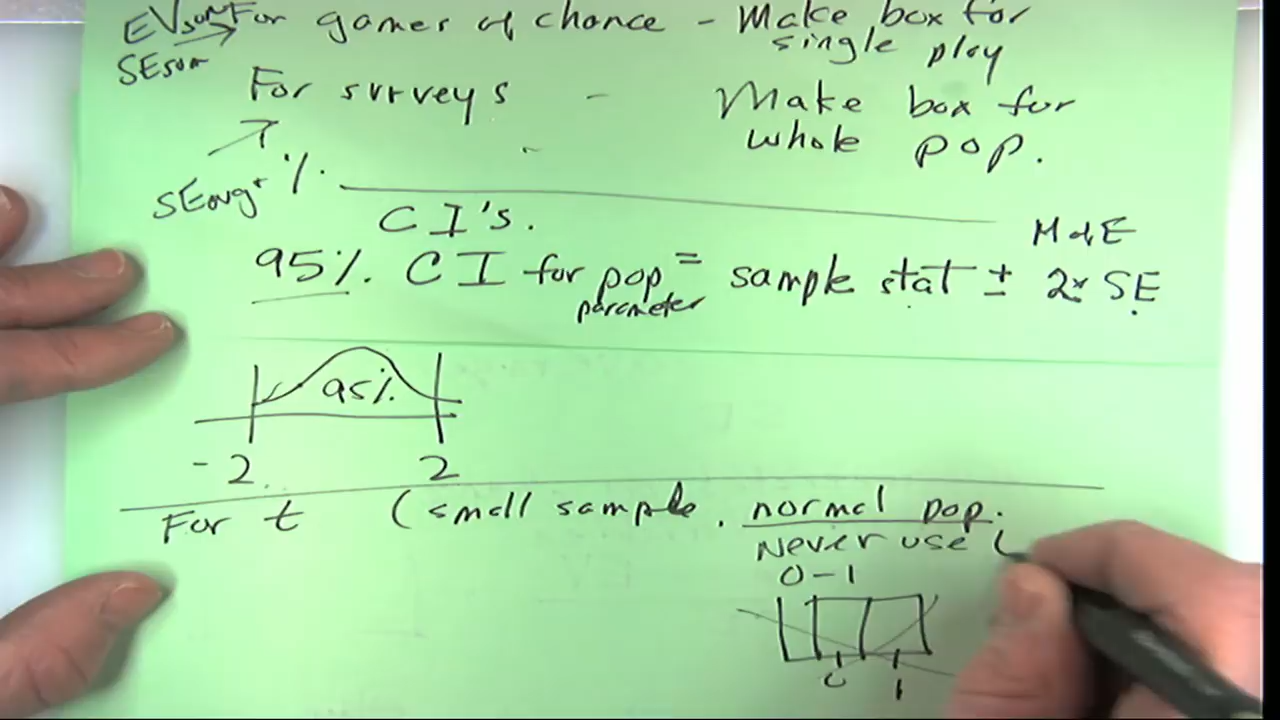 EVsum For games of chance - Make box for
single play
SEsum
For surveys - Make box for
whole pop.
SEavg, %
CI's.
M of E
95% CI for pop = sample stat ± 2x SE
parameter
95%
-2 2
For t (small sample, normal pop.
Never use (
0-1
0 1